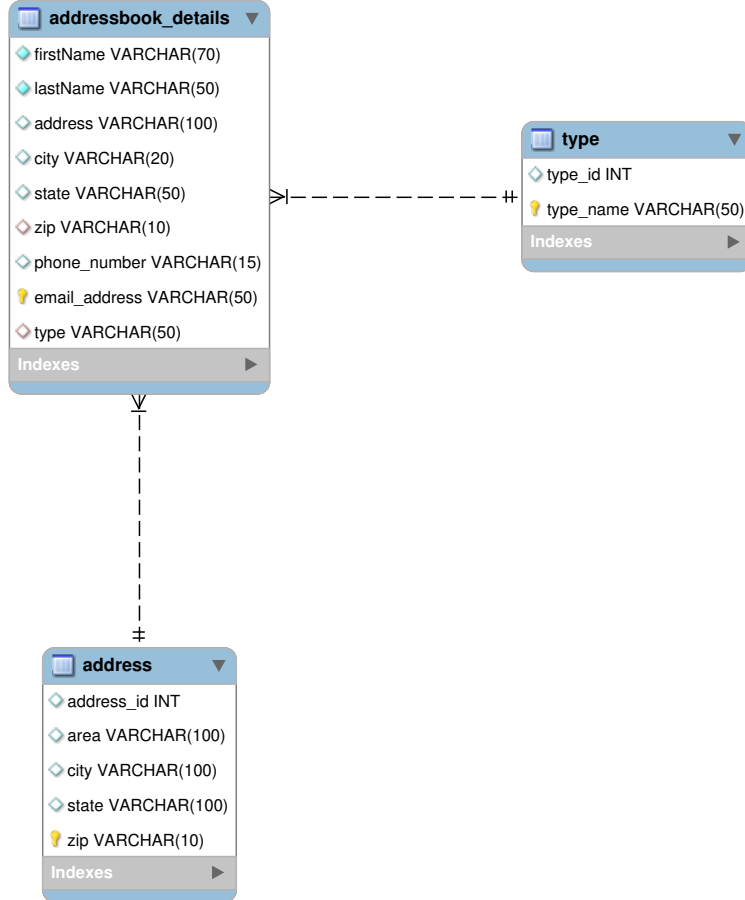 addressbook_details
firstName VARCHAR(70)
lastName VARCHAR(50)
address VARCHAR(100)
city VARCHAR(20)
state VARCHAR(50)
zip VARCHAR(10)
phone_number VARCHAR(15)
email_address VARCHAR(50)
type VARCHAR(50)
Indexes
type
type_id INT
type_name VARCHAR(50)
Indexes
address
address_id INT
area VARCHAR(100)
city VARCHAR(100)
state VARCHAR(100)
zip VARCHAR(10)
Indexes